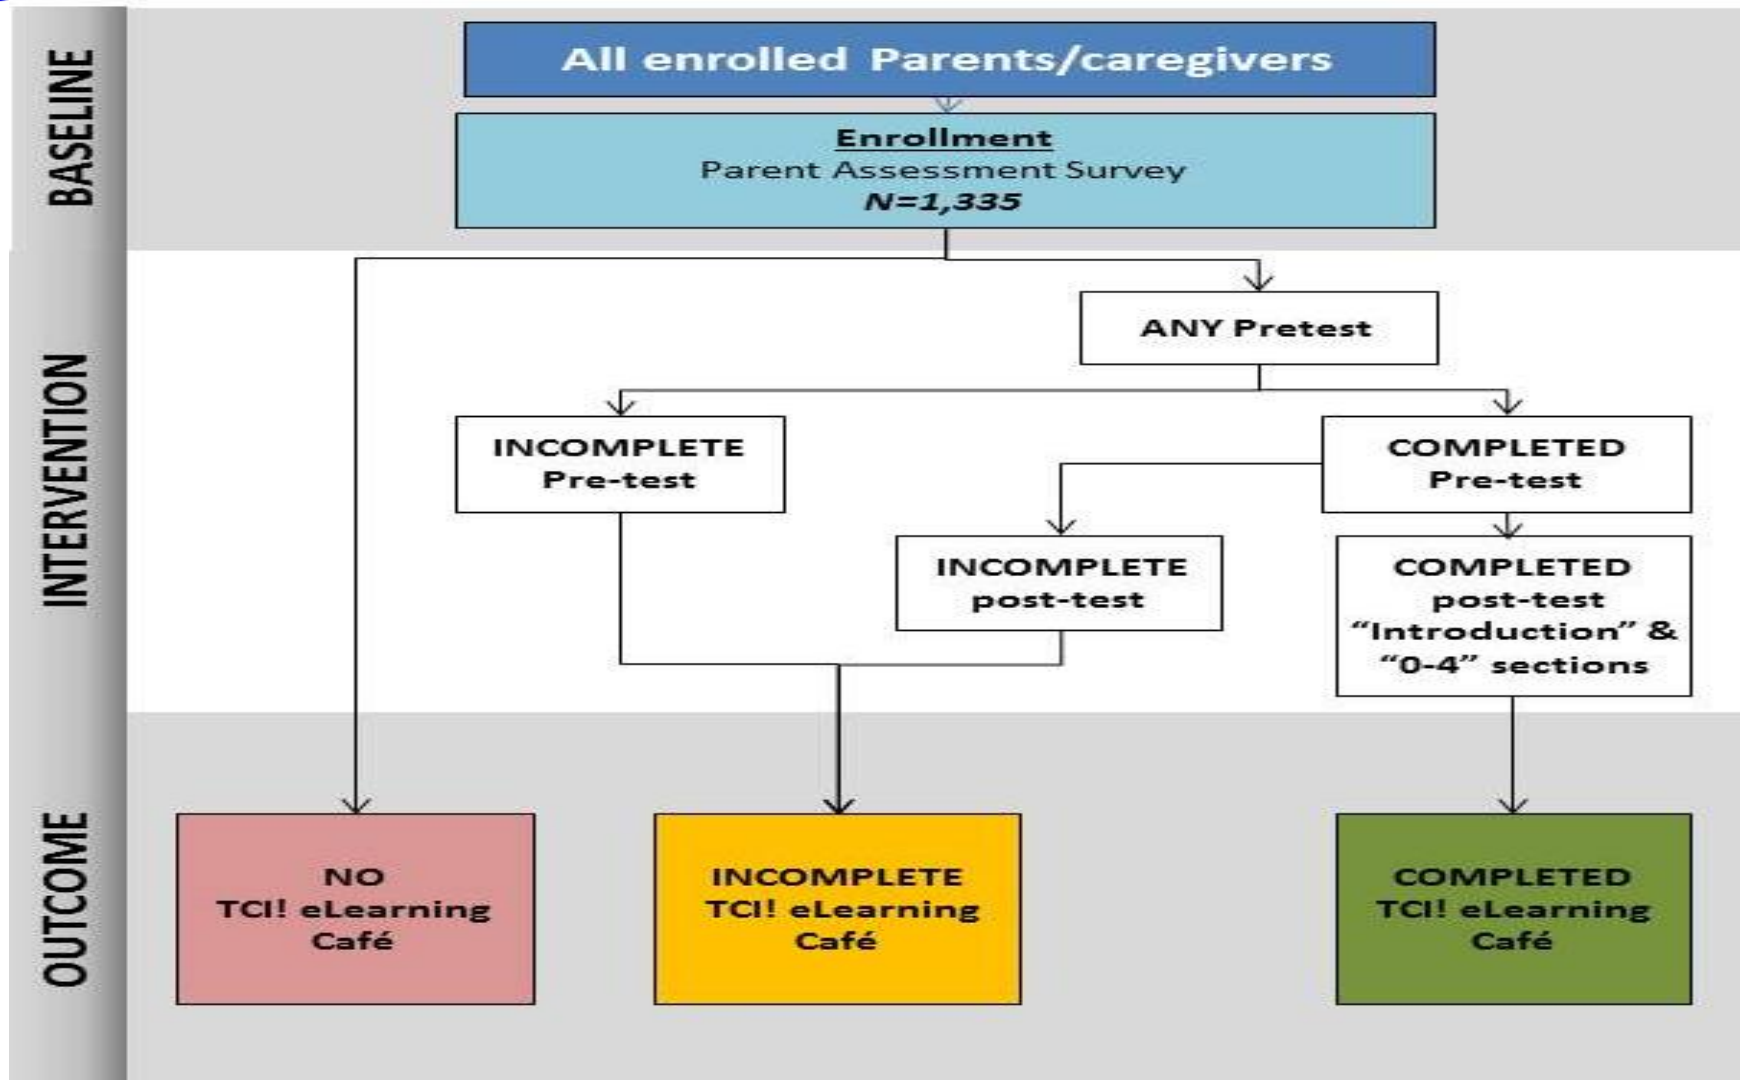 BASELINE
All enrolled Parents/caregivers
Enrollment
Parent Assessment Survey
N=1,335
INTERVENTION
ANY Pretest
INCOMPLETE
Pre-test
COMPLETED
Pre-test
INCOMPLETE
post-test
COMPLETED
post-test
“Introduction” &
“0-4” sections
OUTCOME
NO
TCI! eLearning
Café
INCOMPLETE
TCI! eLearning
Café
COMPLETED
TCI! eLearning
Café